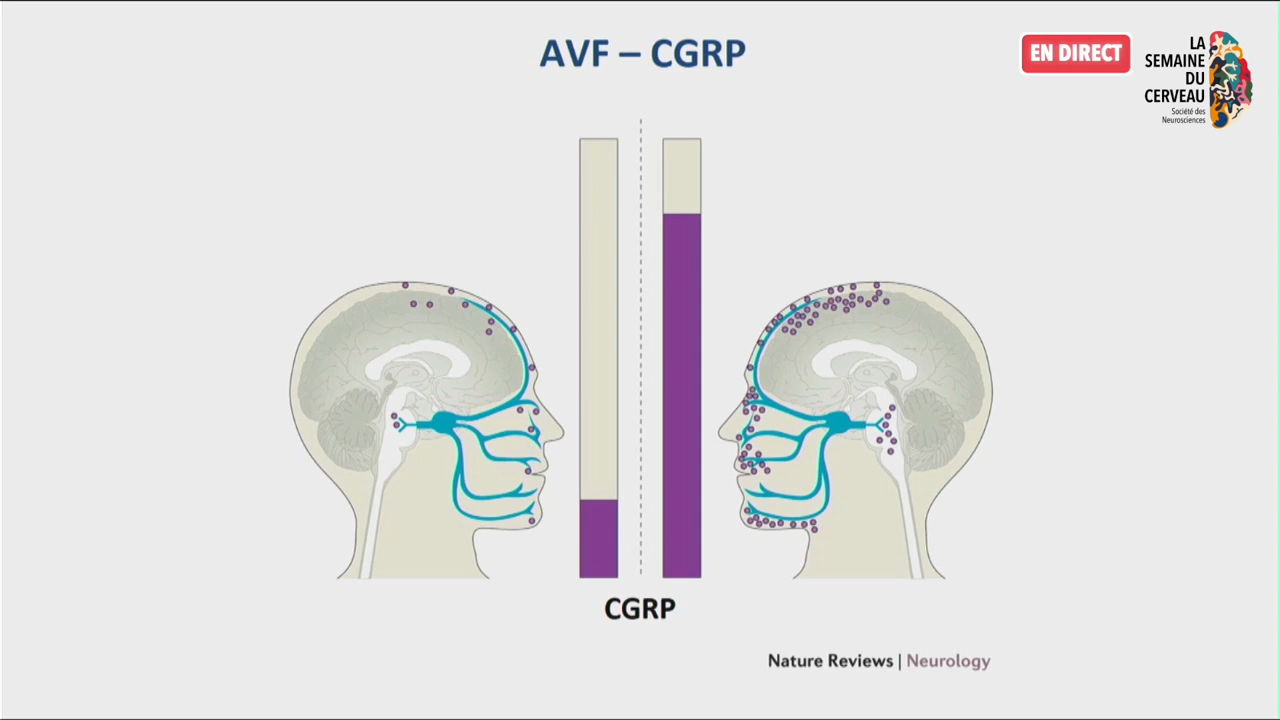 AVF – CGRP
EN DIRECT
LA
SEMAINE
DU
CERVEAU
Société des
Neurosciences
CGRP
Nature Reviews | Neurology